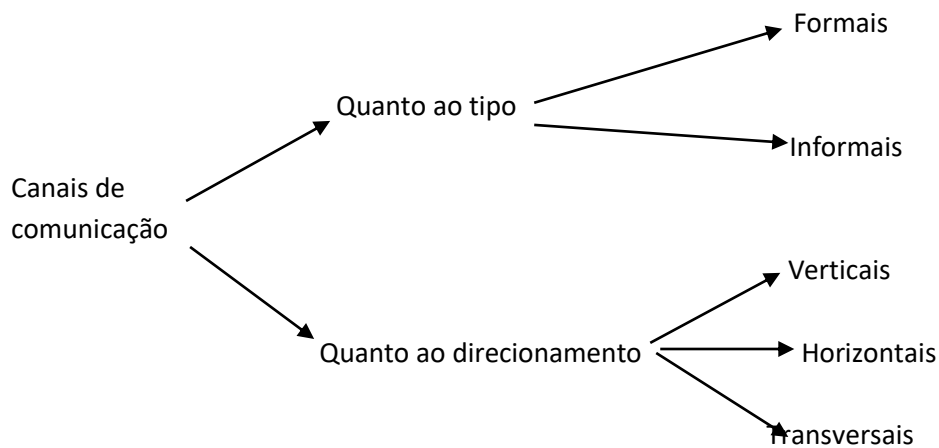 Formais
Quanto ao tipo
Informais
Canais de
comunicação
Verticais
Quanto ao direcionamento
Horizontais
Transversais